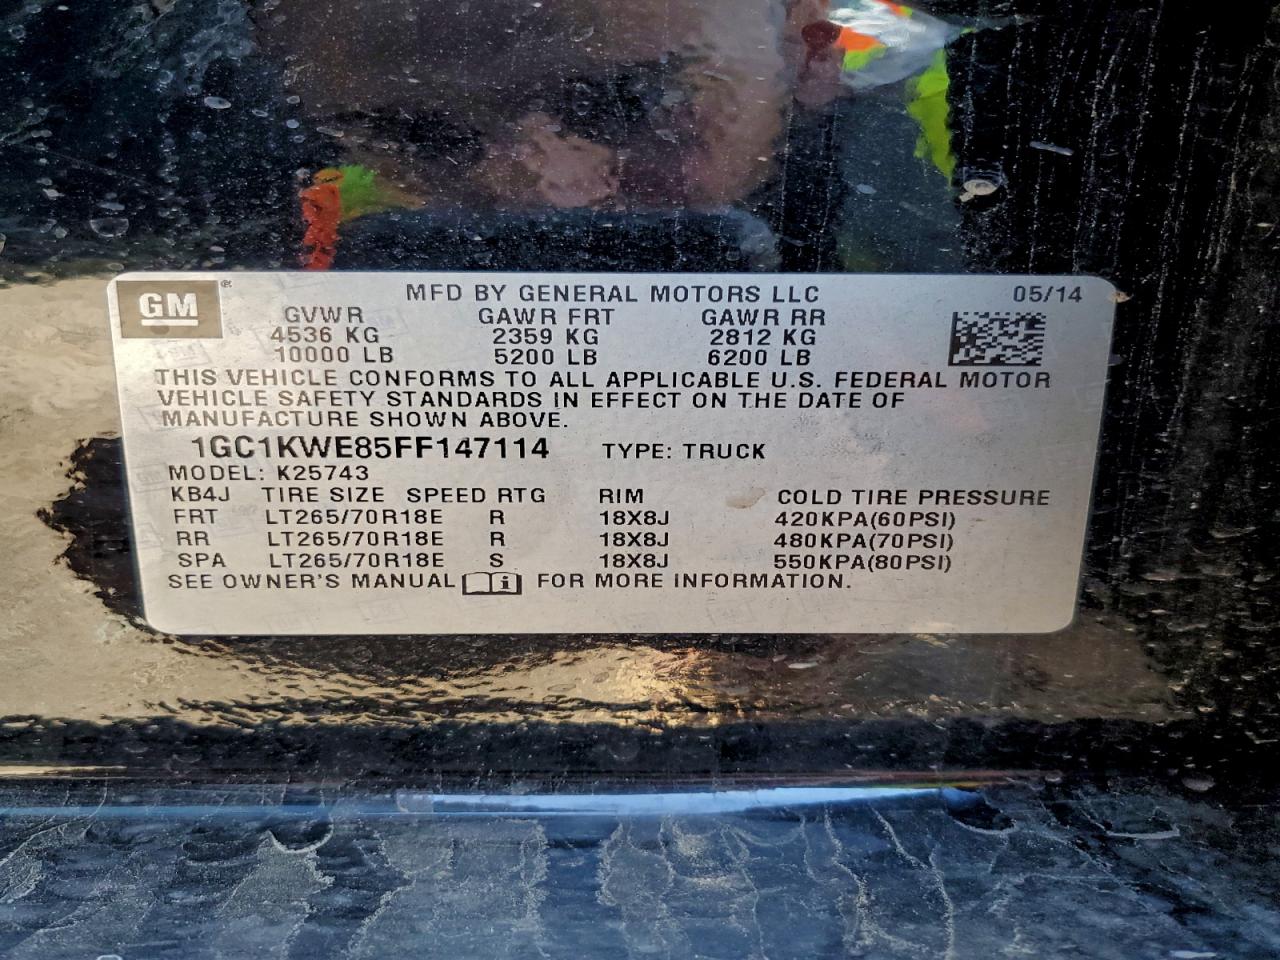 GM ®
MFD BY GENERAL MOTORS LLC 05/14
GVWR GAWR FRT GAWR RR
4536 KG 2359 KG 2812 KG
10000 LB 5200 LB 6200 LB
THIS VEHICLE CONFORMS TO ALL APPLICABLE U.S. FEDERAL MOTOR
VEHICLE SAFETY STANDARDS IN EFFECT ON THE DATE OF
MANUFACTURE SHOWN ABOVE.
1GC1KWE85FF147114 TYPE: TRUCK
MODEL: K25743
KB4J TIRE SIZE SPEED RTG RIM COLD TIRE PRESSURE
FRT LT265/70R18E R 18X8J 420KPA(60PSI)
RR LT265/70R18E R 18X8J 480KPA(70PSI)
SPA LT265/70R18E S 18X8J 550KPA(80PSI)
SEE OWNER'S MANUAL i FOR MORE INFORMATION.